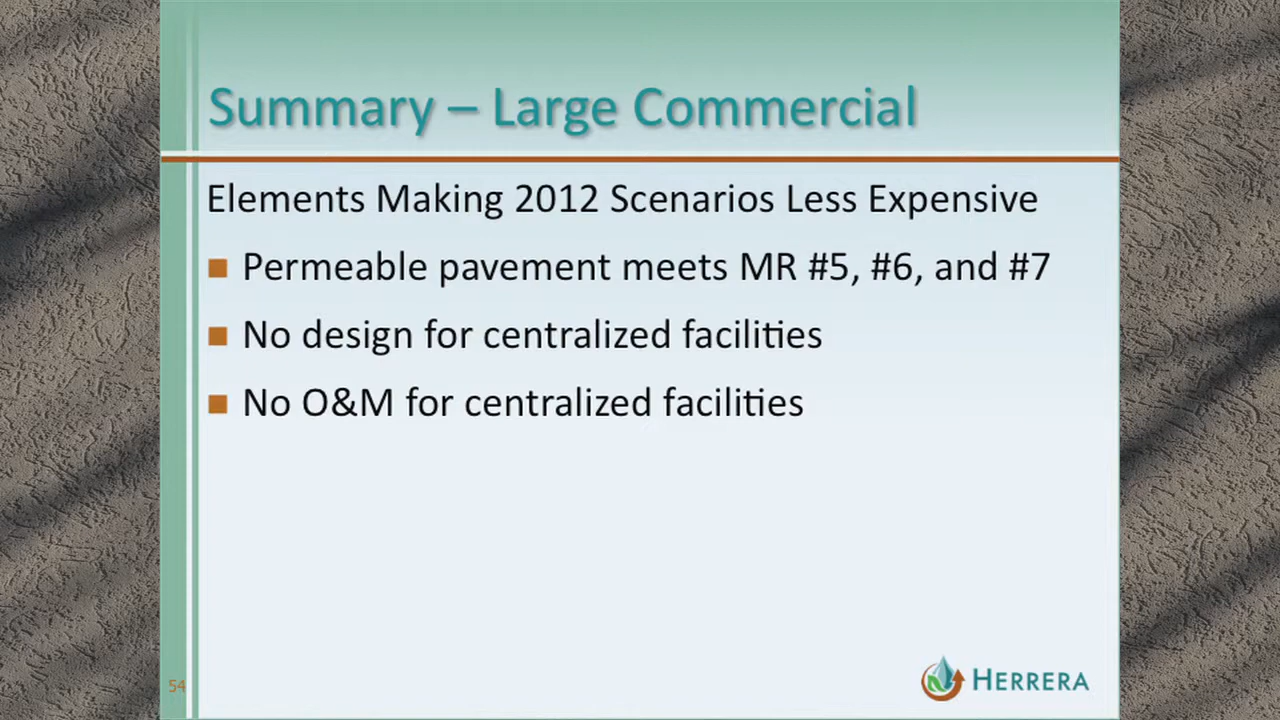 Summary – Large Commercial
Elements Making 2012 Scenarios Less Expensive
Permeable pavement meets MR #5, #6, and #7
No design for centralized facilities
No O&M for centralized facilities
54
HERRERA